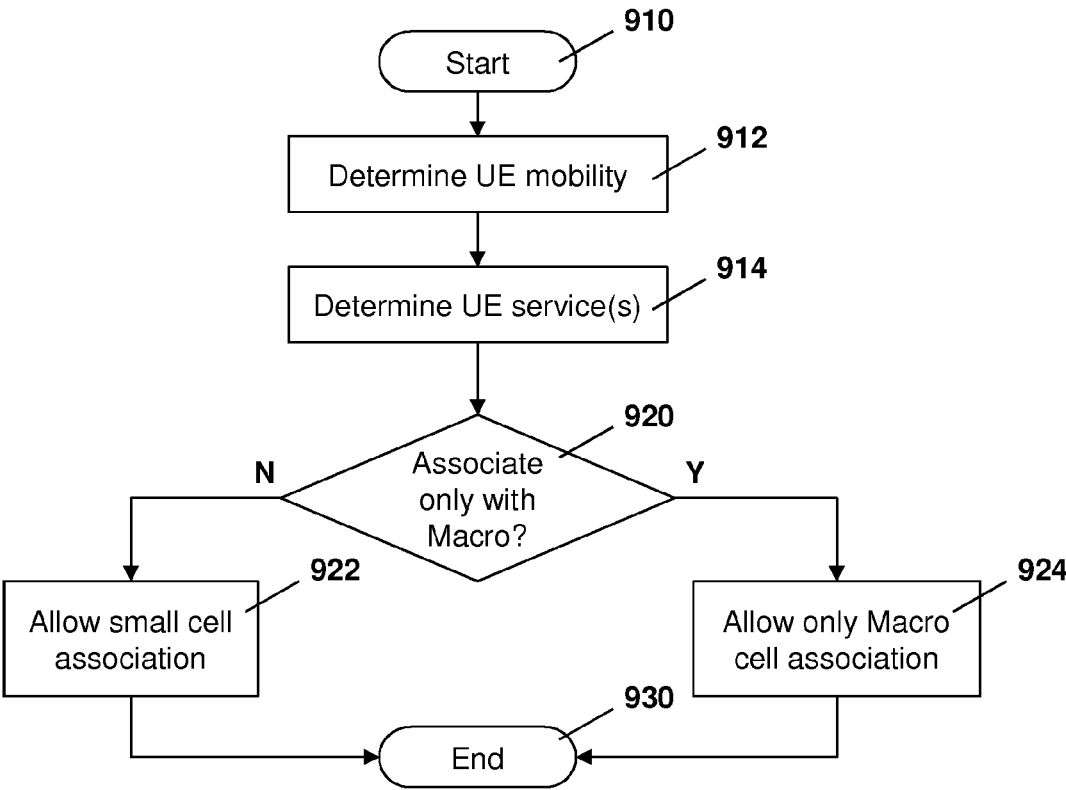 910
Start
912
Determine UE mobility
914
Determine UE service(s)
920
Associate
only with
Macro?
N
Y
922
Allow small cell
association
924
Allow only Macro
cell association
930
End